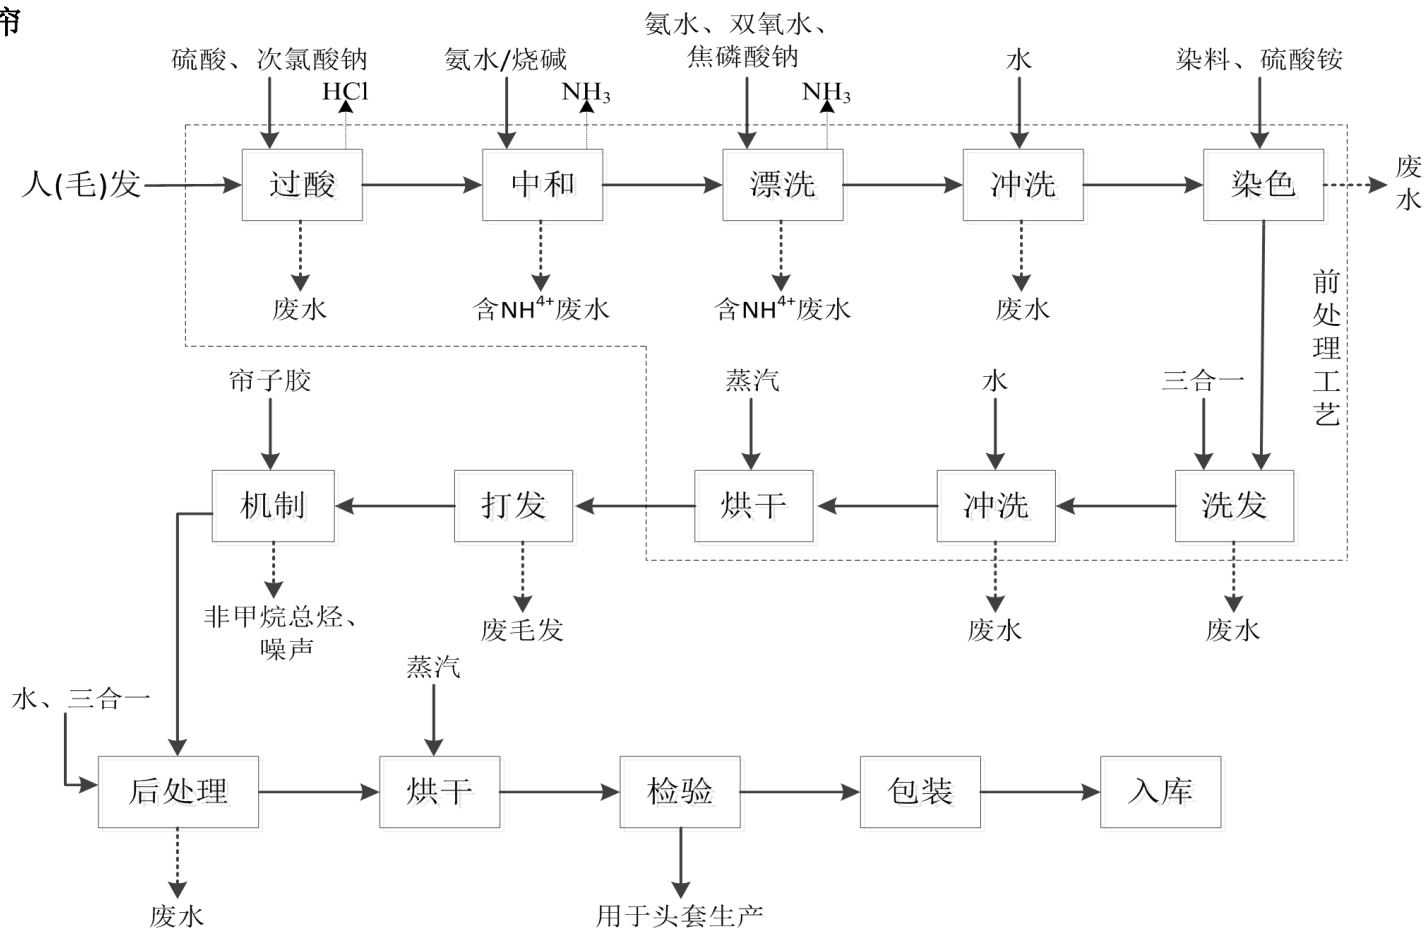 帘
硫酸、次氯酸钠
氨水/烧碱
氨水、双氧水、
焦磷酸钠
水
染料、硫酸铵
HCl
NH₃
NH₃
人(毛)发
过酸
中和
漂洗
冲洗
染色
废
水
废水
含NH⁴⁺废水
含NH⁴⁺废水
废水
前
处
理
工
艺
帘子胶
蒸汽
水
三合一
机制
打发
烘干
冲洗
洗发
非甲烷总烃、
噪声
废毛发
废水
废水
水、三合一
蒸汽
后处理
烘干
检验
包装
入库
废水
用于头套生产